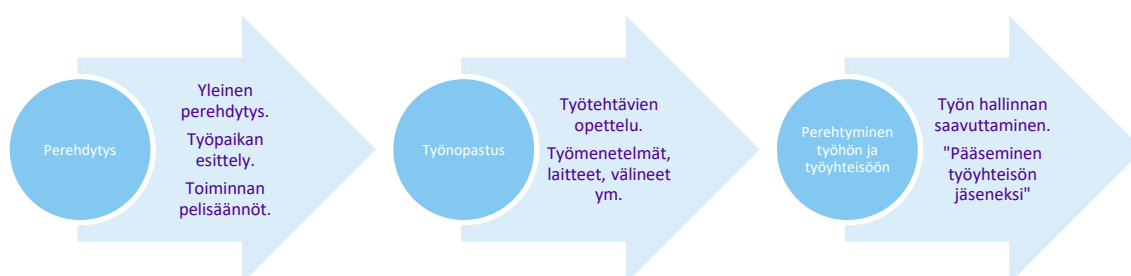 Perehdytys
Yleinen
perehdytys.
Työpaikan
esittely.
Toiminnan
pelisäännöt.
Työnopastus
Työtehtävien
opettelu.
Työmenetelmät,
laitteet, välineet
ym.
Perehtyminen
työhön ja
työyhteisöön
Työn hallinnan
saavuttaminen.
"Pääseminen
työyhteisön
jäseneksi"